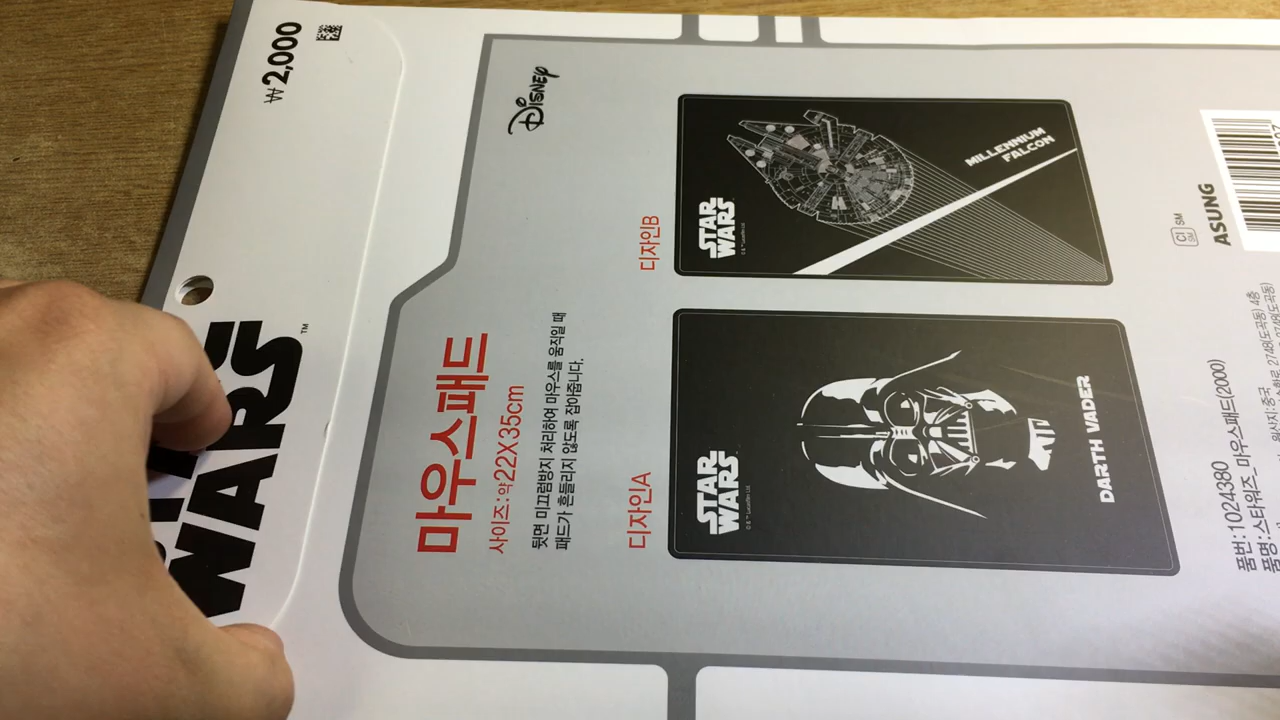 ₩2,000
WARS™
Disney
마우스패드
사이즈:약22X35cm
뒷면 미끄럼방지 처리하여 마우스를 움직일 때
패드가 흔들리지 않도록 잡아줍니다.
디자인A
STAR
WARS
DARTH VADER
디자인B
STAR
WARS
MILLENNIUM
FALCON
SM
ASUNG
품번:1024380
품명:스타워즈 마우스패드(2000)